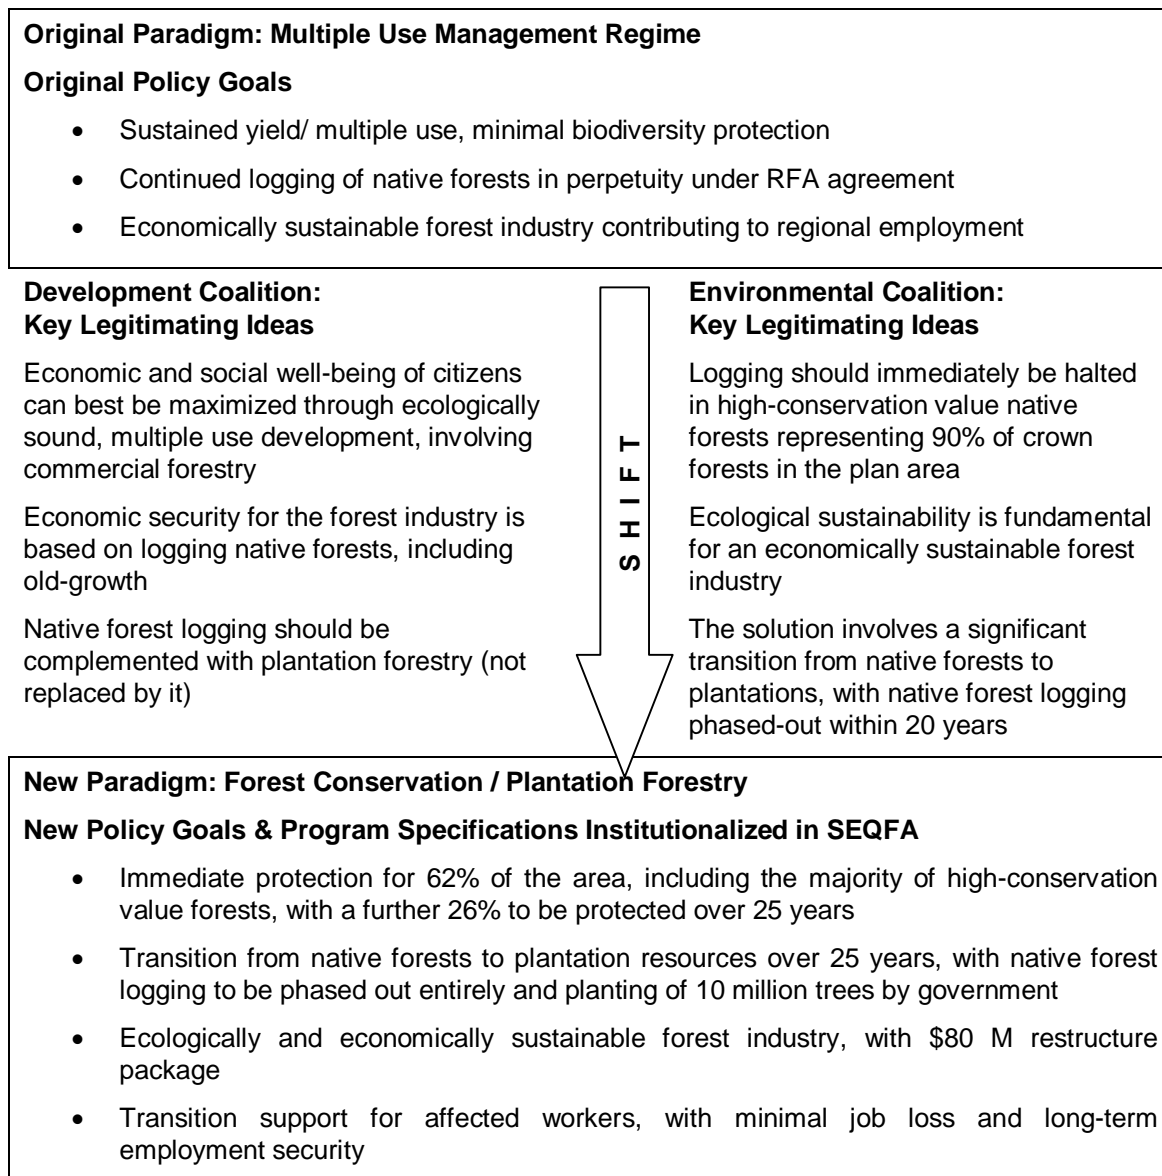 Original Paradigm: Multiple Use Management Regime
Original Policy Goals
• Sustained yield/ multiple use, minimal biodiversity protection
• Continued logging of native forests in perpetuity under RFA agreement
• Economically sustainable forest industry contributing to regional employment
Development Coalition:
Key Legitimating Ideas
Economic and social well-being of citizens
can best be maximized through ecologically
sound, multiple use development, involving
commercial forestry
Economic security for the forest industry is
based on logging native forests, including
old-growth
Native forest logging should be
complemented with plantation forestry (not
replaced by it)
SHIFT
Environmental Coalition:
Key Legitimating Ideas
Logging should immediately be halted
in high-conservation value native
forests representing 90% of crown
forests in the plan area
Ecological sustainability is fundamental
for an economically sustainable forest
industry
The solution involves a significant
transition from native forests to
plantations, with native forest logging
phased-out within 20 years
New Paradigm: Forest Conservation / Plantation Forestry
New Policy Goals & Program Specifications Institutionalized in SEQFA
• Immediate protection for 62% of the area, including the majority of high-conservation
value forests, with a further 26% to be protected over 25 years
• Transition from native forests to plantation resources over 25 years, with native forest
logging to be phased out entirely and planting of 10 million trees by government
• Ecologically and economically sustainable forest industry, with $80 M restructure
package
• Transition support for affected workers, with minimal job loss and long-term
employment security